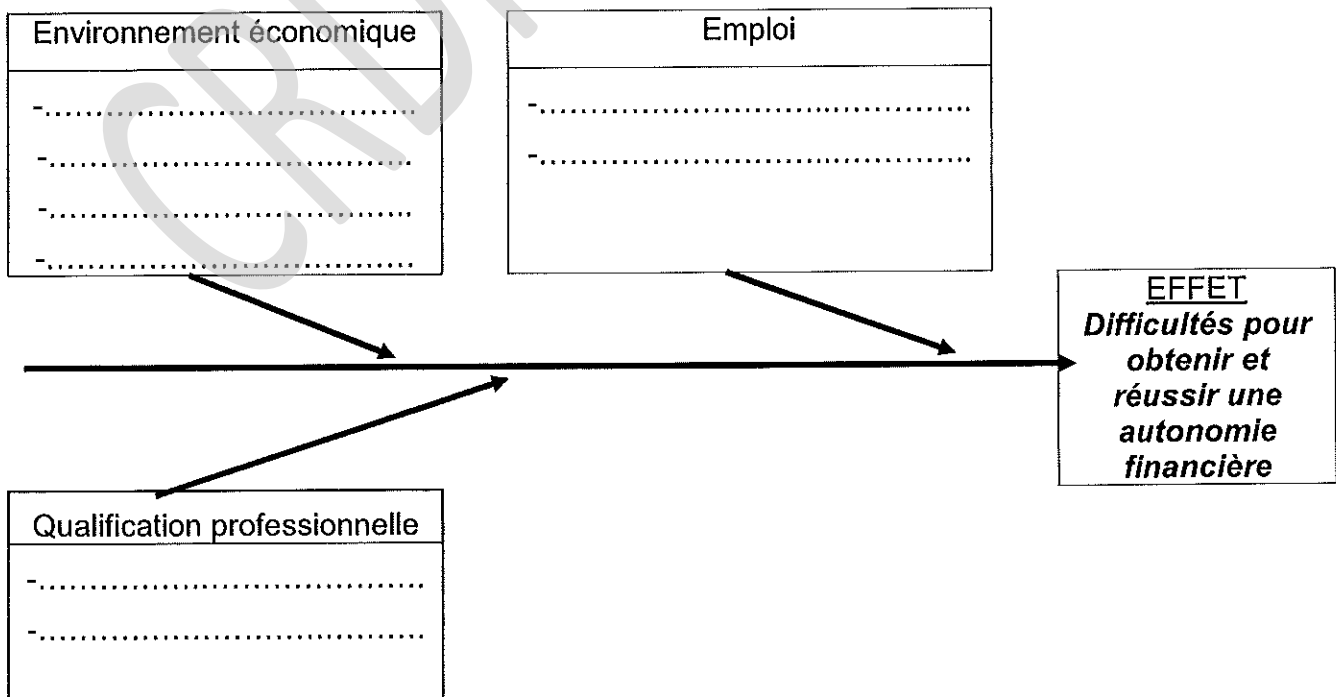 Environnement économique
-
-
-
-
Emploi
-
-
EFFET
Difficultés pour
obtenir et
réussir une
autonomie
financière
Qualification professionnelle
-
-